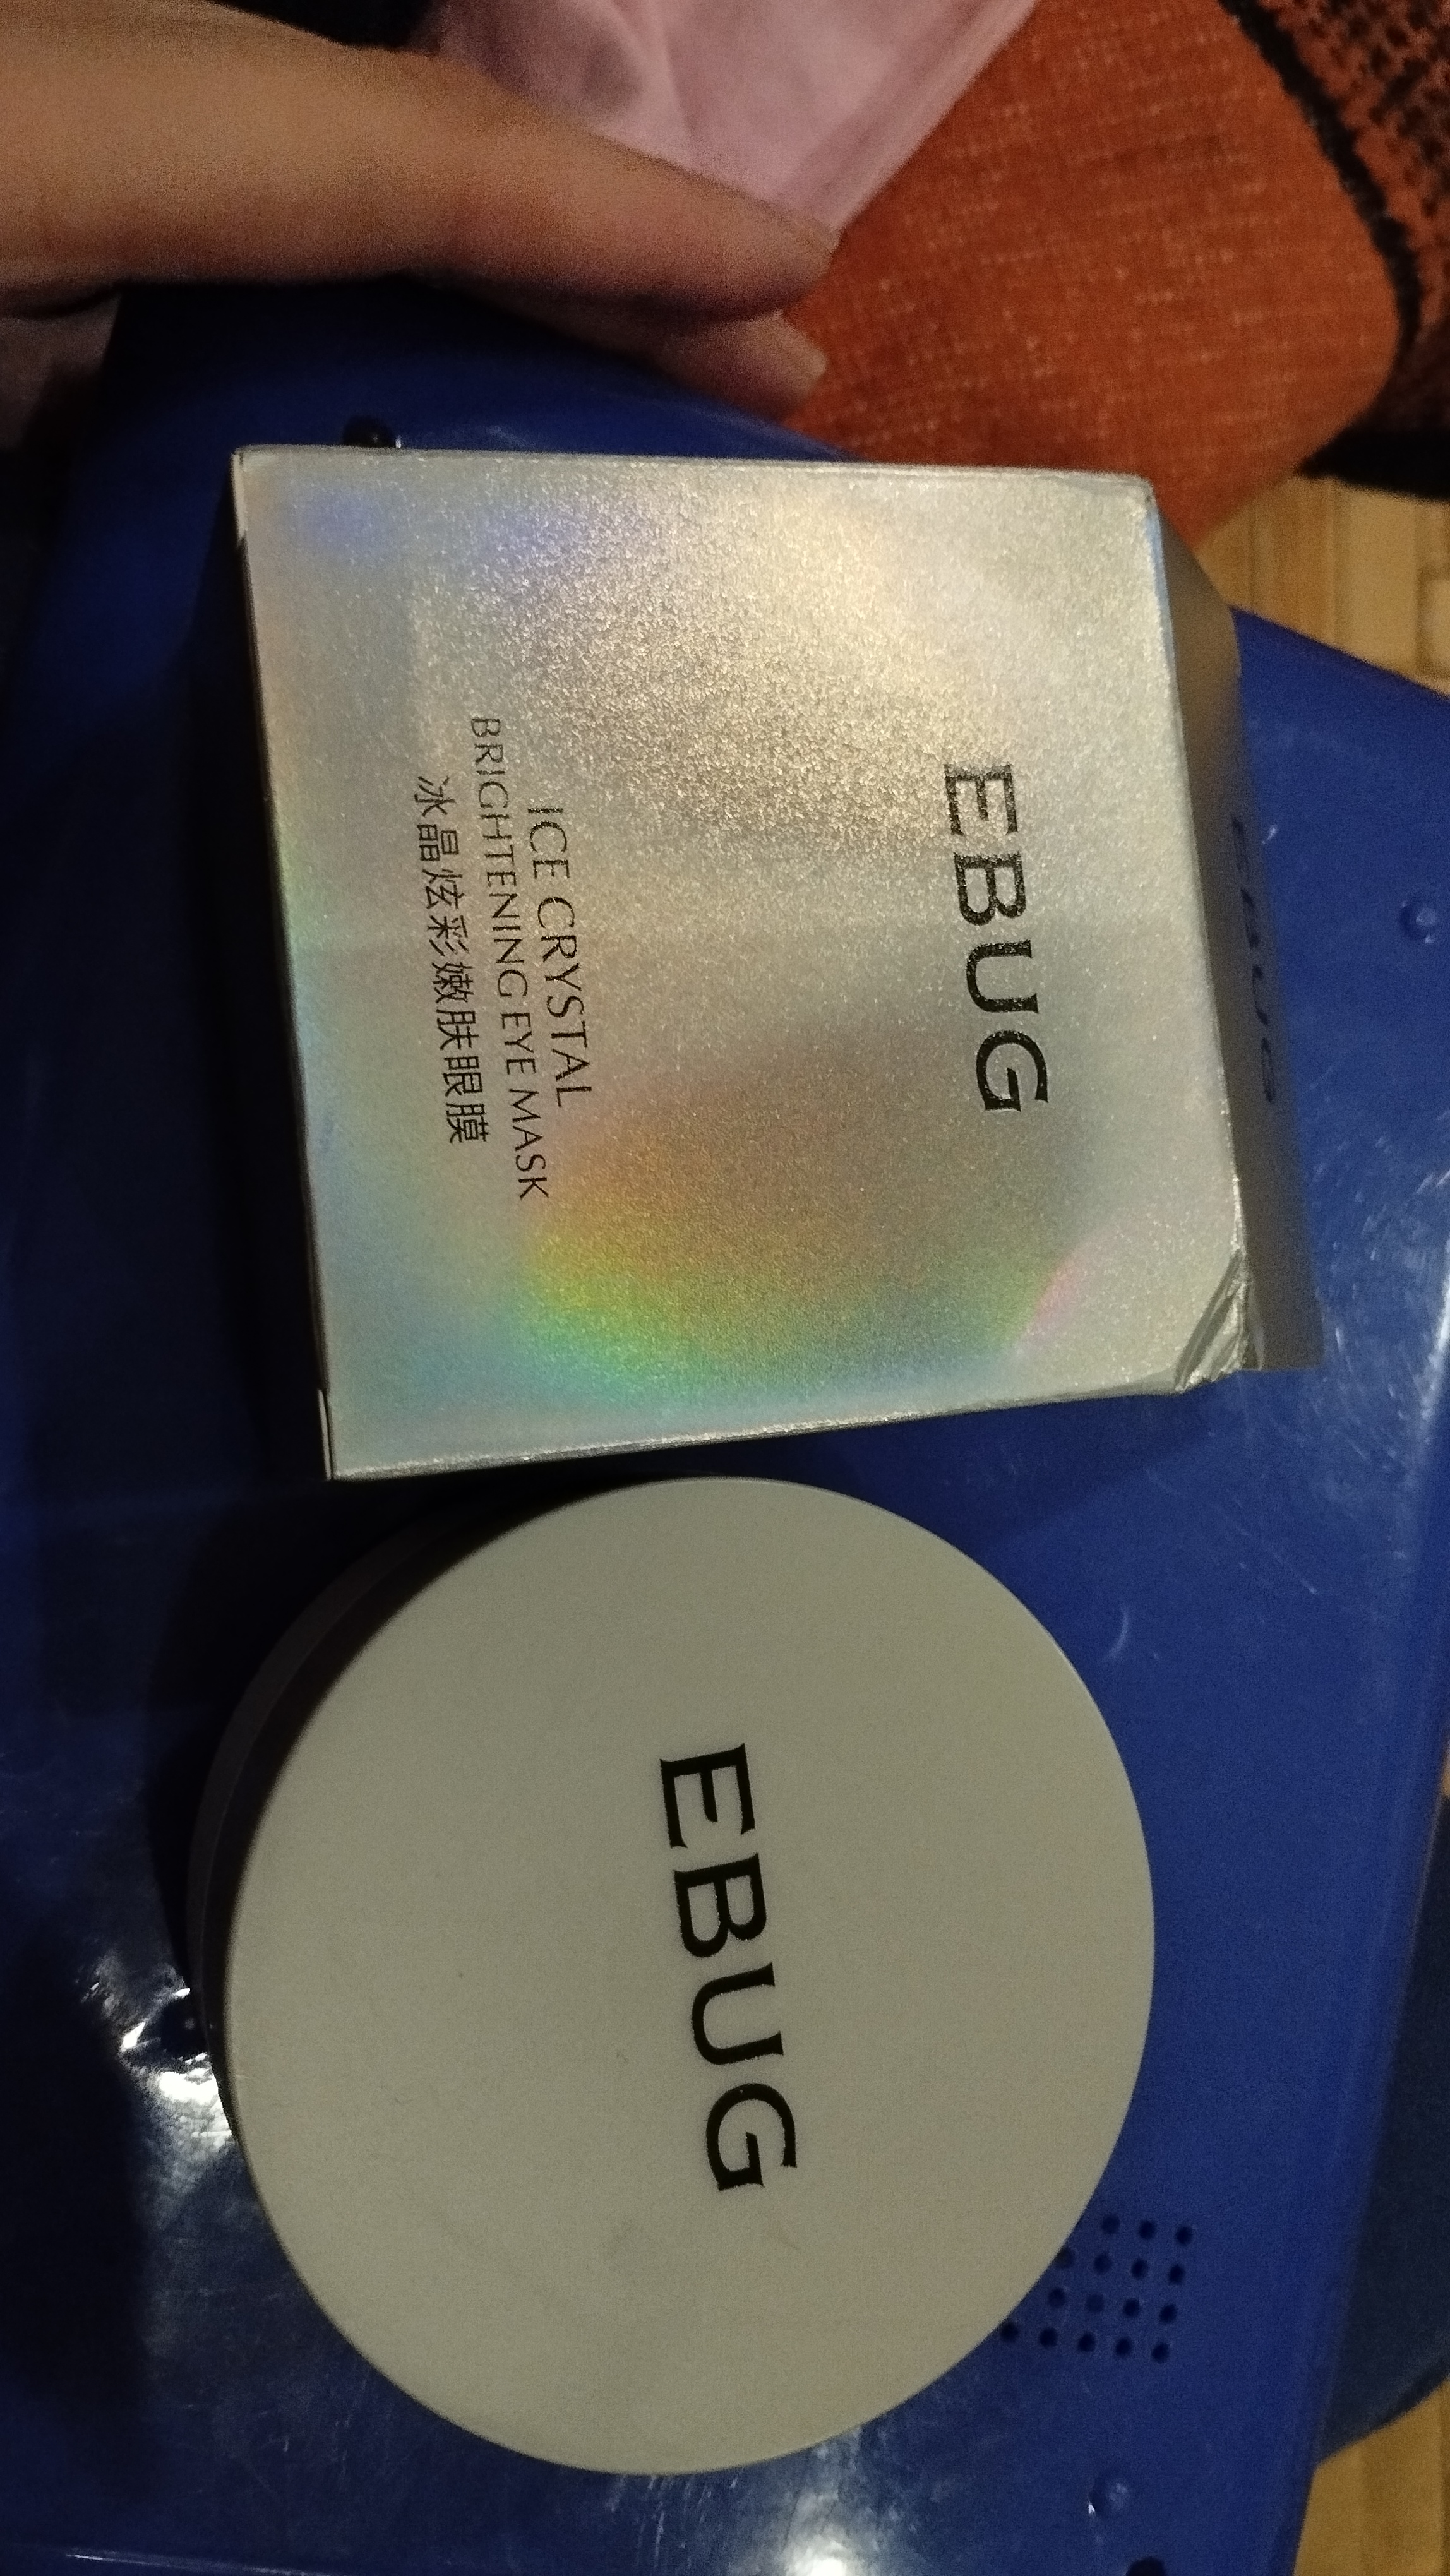 EBUG
ICE CRYSTAL
BRIGHTENING EYE MASK
冰晶炫彩嫩肤眼膜
EBUG
EBUG